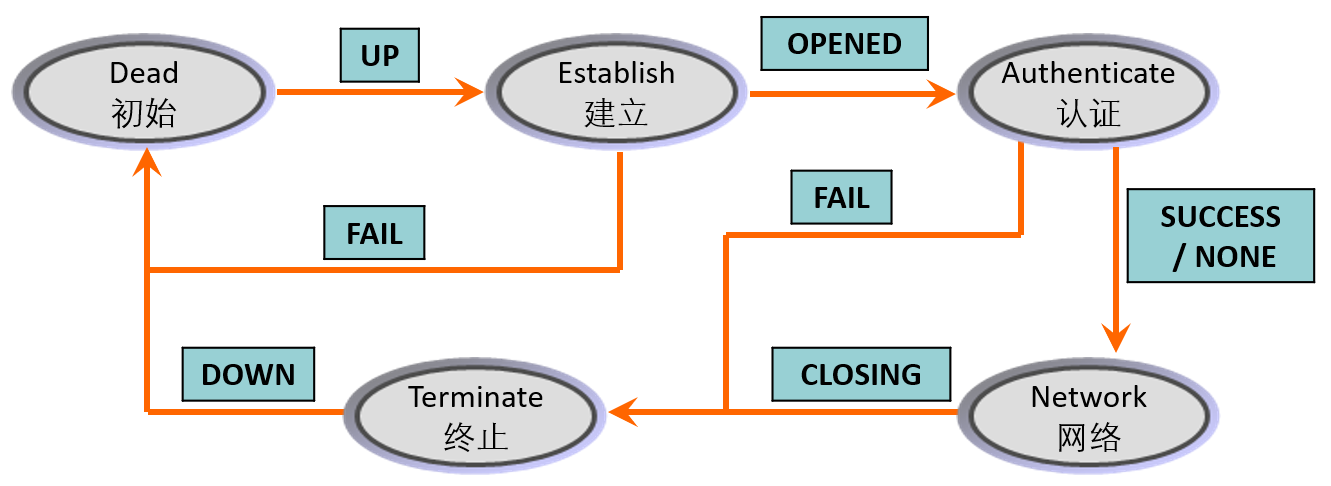 Dead
初始
UP
Establish
建立
OPENED
Authenticate
认证
FAIL
FAIL
SUCCESS
/ NONE
DOWN
Terminate
终止
CLOSING
Network
网络